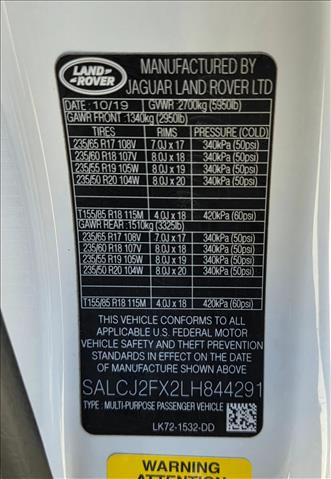 LAND
ROVER
MANUFACTURED BY
JAGUAR LAND ROVER LTD
DATE: 10/19 GVWR: 2700kg (5950lb)
GAWR FRONT: 1340kg (2950lb)
TIRES RIMS PRESSURE (COLD)
235/65 R17 108V 7.0J x 17 340kPa (50psi)
235/60 R18 107V 8.0J x 18 340kPa (50psi)
235/55 R19 105W 8.0J x 19 340kPa (50psi)
235/50 R20 104W 8.0J x 20 340kPa (50psi)
T155/85 R18 115M 4.0J x 18 420kPa (60psi)
GAWR REAR: 1510kg (3325lb)
235/65 R17 108V 7.0J x 17 340kPa (50psi)
235/60 R18 107V 8.0J x 18 340kPa (50psi)
235/55 R19 105W 8.0J x 19 340kPa (50psi)
235/50 R20 104W 8.0J x 20 340kPa (50psi)
T155/85 R18 115M 4.0J x 18 420kPa (60psi)
THIS VEHICLE CONFORMS TO ALL
APPLICABLE U.S. FEDERAL MOTOR
VEHICLE SAFETY AND THEFT PREVENTION
STANDARDS IN EFFECT ON THE DATE OF
MANUFACTURE SHOWN ABOVE.
SALCJ2FX2LH844291
TYPE : MULTI-PURPOSE PASSENGER VEHICLE
LK72-1532-DD
WARNING